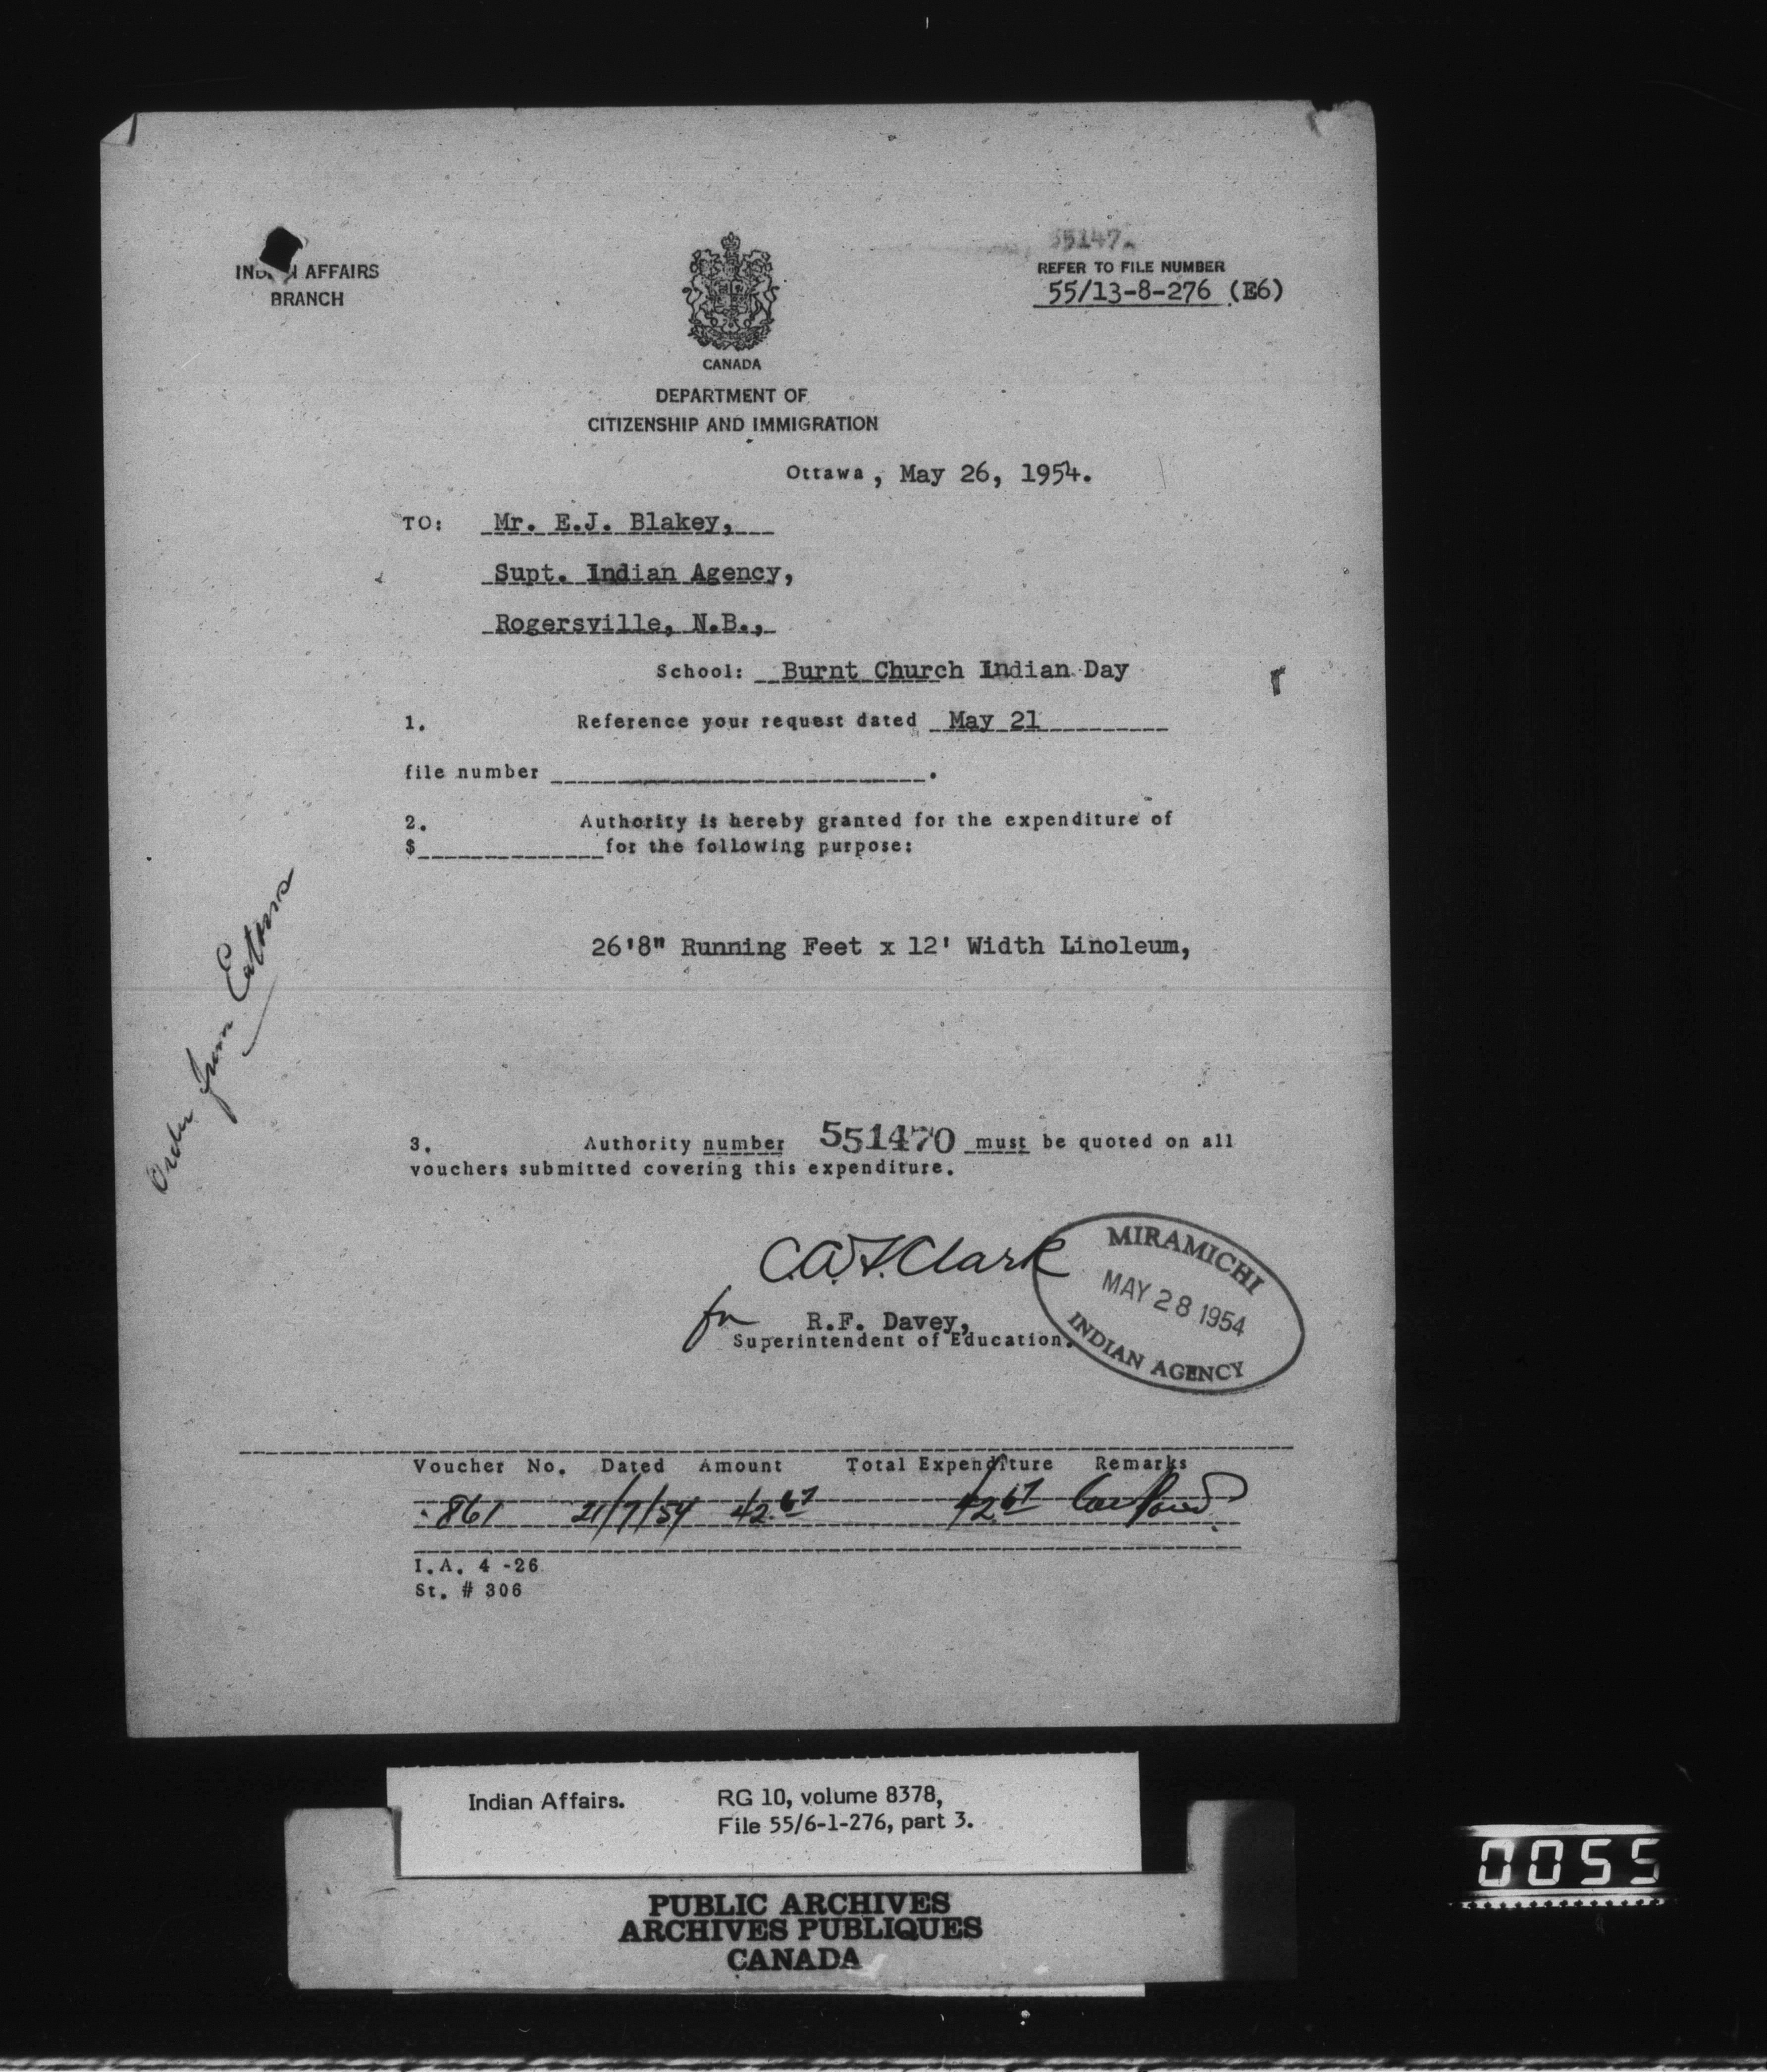 55147
INDIAN AFFAIRS
BRANCH
REFER TO FILE NUMBER
55/13-8-276 (E6)
CANADA
DEPARTMENT OF
CITIZENSHIP AND IMMIGRATION
Ottawa, May 26, 1954.
TO: Mr. E.J. Blakey,
Supt. Indian Agency,
Rogersville, N.B.,
School: Burnt Church Indian Day
1. Reference your request dated May 21
file number .
2. Authority is hereby granted for the expenditure of
$ for the following purpose:
26'8" Running Feet x 12' Width Linoleum,
Order from Eatons
3. Authority number 551470 must be quoted on all
vouchers submitted covering this expenditure.
C.A.F. Clark
for R.F. Davey,
Superintendent of Education.
MIRAMICHI
MAY 28 1954
INDIAN AGENCY
Voucher No. Dated Amount Total Expenditure Remarks
861 21/7/54 42.67 42.67
I.A. 4 -26
St. # 306
Indian Affairs. RG 10, volume 8378,
File 55/6-1-276, part 3.
PUBLIC ARCHIVES
ARCHIVES PUBLIQUES
CANADA
0055